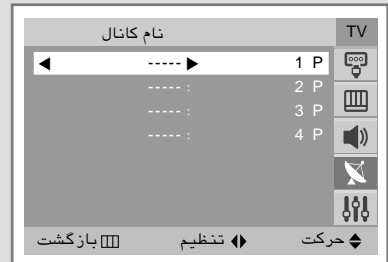 TV نام کانال
1 P ◀ ----- ▶
2 P : -----
3 P : -----
4 P : -----
حرکت تنظیم بازگشت